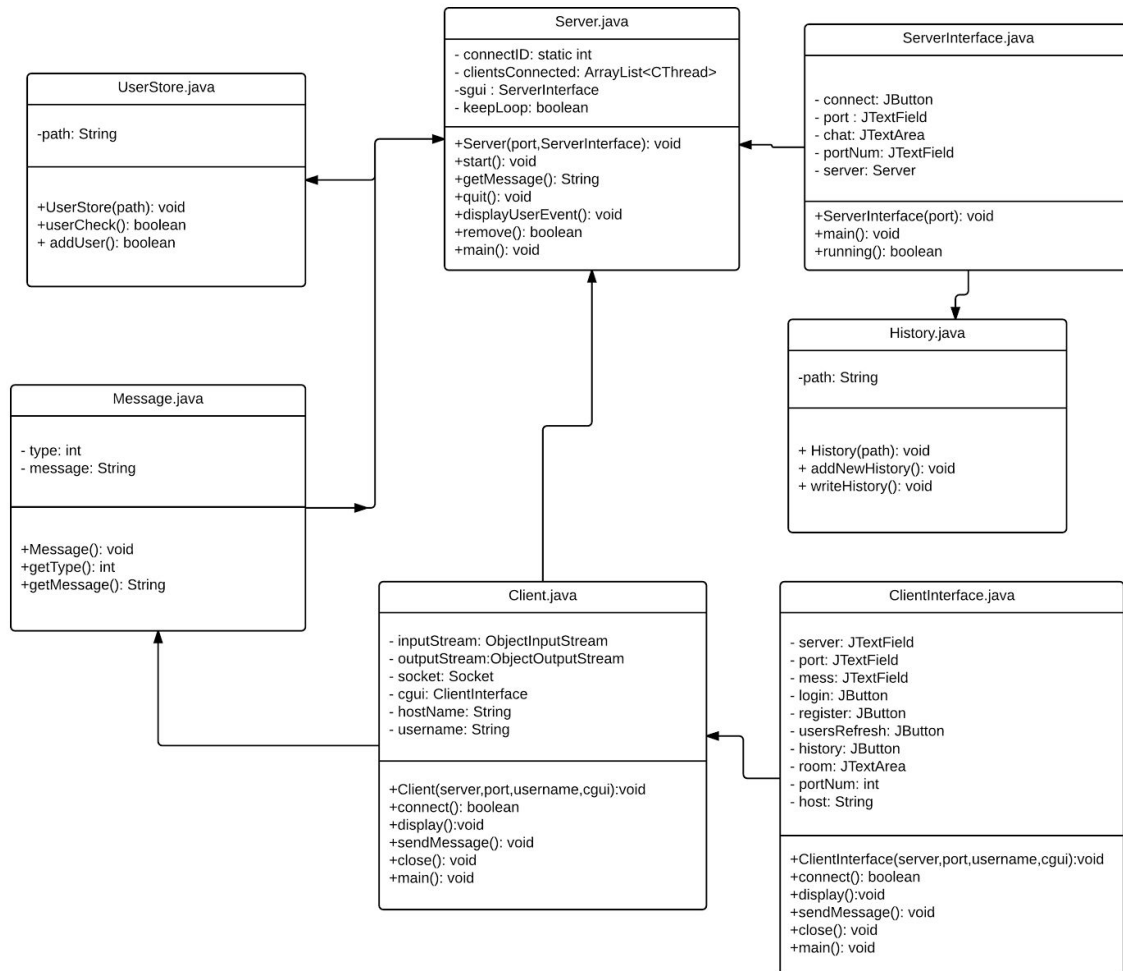 Server.java
- connectID: static int
- clientsConnected: ArrayList<CThread>
-sgui : ServerInterface
- keepLoop: boolean
+Server(port,ServerInterface): void
+start(): void
+getMessage(): String
+quit(): void
+displayUserEvent(): void
+remove(): boolean
+main(): void
ServerInterface.java
- connect: JButton
- port : JTextField
- chat: JTextArea
- portNum: JTextField
- server: Server
+ServerInterface(port): void
+main(): void
+running(): boolean
UserStore.java
-path: String
+UserStore(path): void
+userCheck(): boolean
+ addUser(): boolean
History.java
-path: String
+ History(path): void
+ addNewHistory(): void
+ writeHistory(): void
Message.java
- type: int
- message: String
+Message(): void
+getType(): int
+getMessage(): String
Client.java
- inputStream: ObjectInputStream
- outputStream:ObjectOutputStream
- socket: Socket
- cgui: ClientInterface
- hostName: String
- username: String
+Client(server,port,username,cgui):void
+connect(): boolean
+display():void
+sendMessage(): void
+close(): void
+main(): void
ClientInterface.java
- server: JTextField
- port: JTextField
- mess: JTextField
- login: JButton
- register: JButton
- usersRefresh: JButton
- history: JButton
- room: JTextArea
- portNum: int
- host: String
+ClientInterface(server,port,username,cgui):void
+connect(): boolean
+display():void
+sendMessage(): void
+close(): void
+main(): void